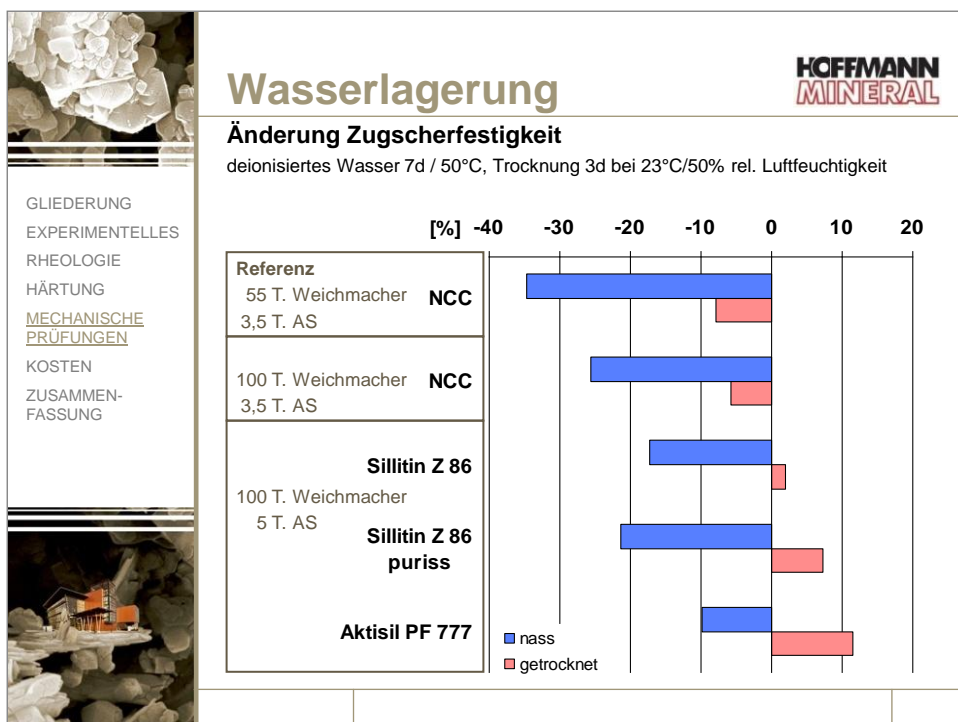 Wasserlagerung
HOFFMANN
MINERAL
Änderung Zugscherfestigkeit
deionisiertes Wasser 7d / 50°C, Trocknung 3d bei 23°C/50% rel. Luftfeuchtigkeit
GLIEDERUNG
EXPERIMENTELLES
RHEOLOGIE
HÄRTUNG
MECHANISCHE
PRÜFUNGEN
KOSTEN
ZUSAMMEN-
FASSUNG
[%] -40 -30 -20 -10 0 10 20
Referenz
55 T. Weichmacher NCC
3,5 T. AS
100 T. Weichmacher NCC
3,5 T. AS
Sillitin Z 86
100 T. Weichmacher
5 T. AS
Sillitin Z 86
puriss
Aktisil PF 777
nass
getrocknet